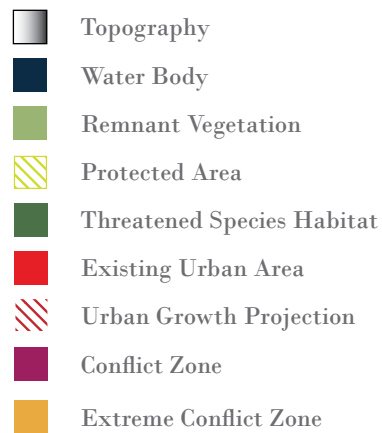 Topography
Water Body
Remnant Vegetation
Protected Area
Threatened Species Habitat
Existing Urban Area
Urban Growth Projection
Conflict Zone
Extreme Conflict Zone